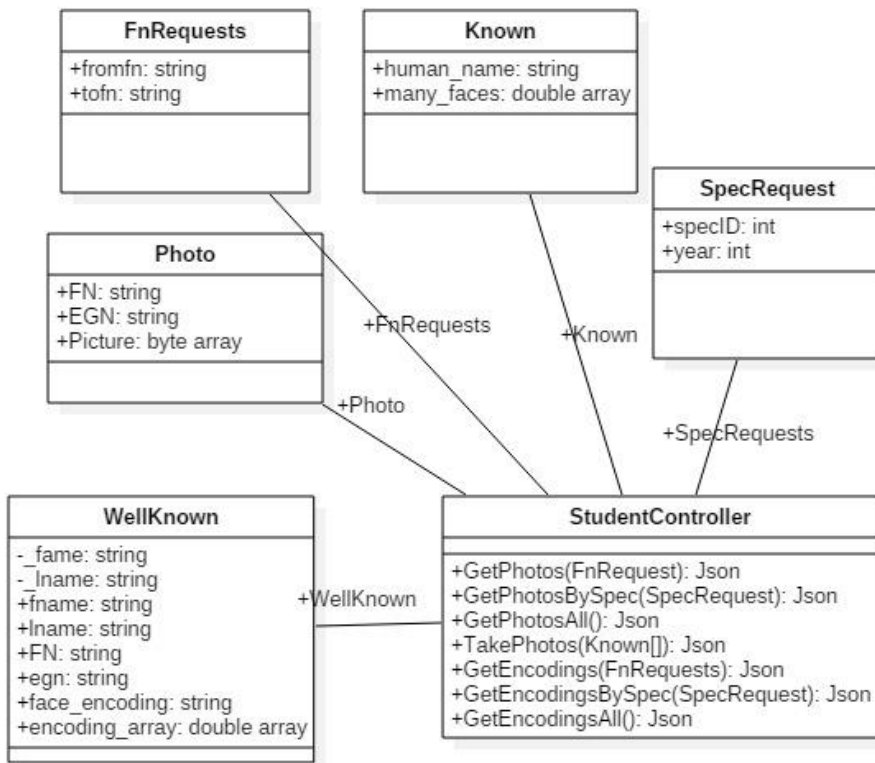 FnRequests
+fromfn: string
+tofn: string
Known
+human_name: string
+many_faces: double array
SpecRequest
+specID: int
+year: int
Photo
+FN: string
+EGN: string
+Picture: byte array
+FnRequests
+Known
+Photo
+SpecRequests
WellKnown
-_fame: string
-_lname: string
+fname: string
+lname: string
+FN: string
+egn: string
+face_encoding: string
+encoding_array: double array
+WellKnown
StudentController
+GetPhotos(FnRequest): Json
+GetPhotosBySpec(SpecRequest): Json
+GetPhotosAll(): Json
+TakePhotos(Known[]): Json
+GetEncodings(FnRequests): Json
+GetEncodingsBySpec(SpecRequest): Json
+GetEncodingsAll(): Json